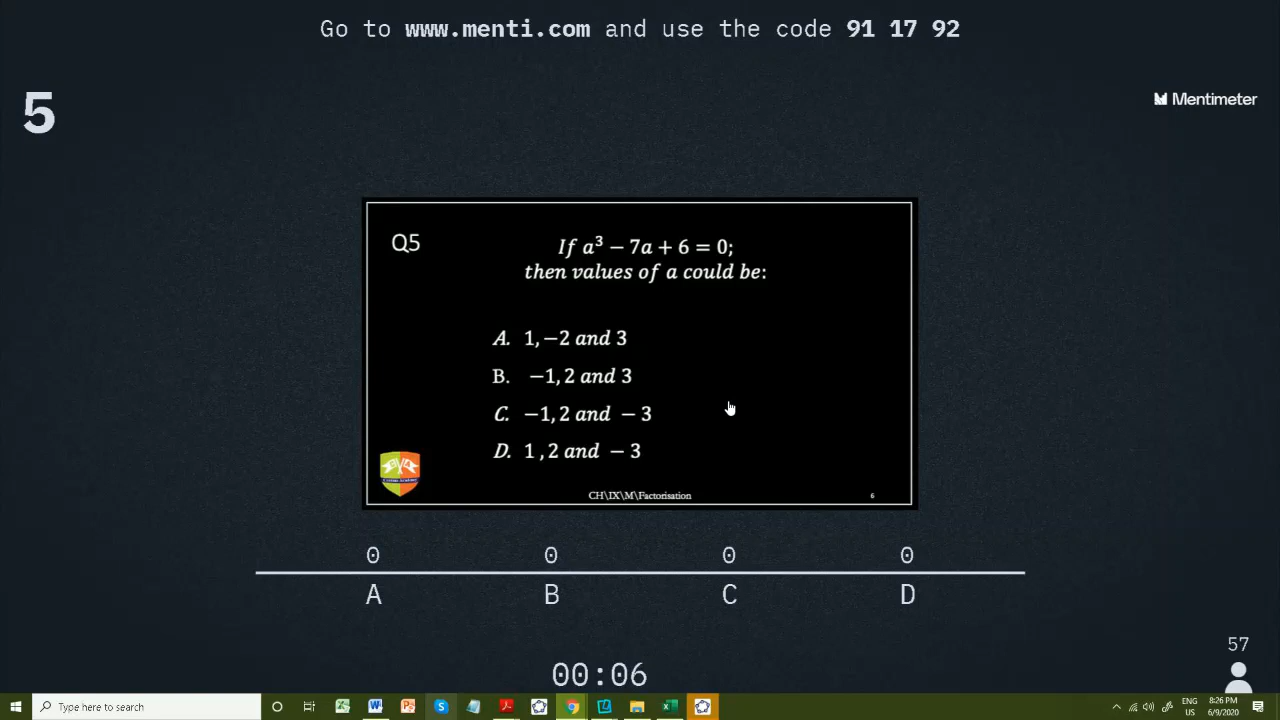 Go to www.menti.com and use the code 91 17 92
5
Mentimeter
Q5
If a³ − 7a + 6 = 0;
then values of a could be:
A. 1, −2 and 3
B. −1, 2 and 3
C. −1, 2 and − 3
D. 1 , 2 and − 3
CH\IX\M\Factorisation
6
0 0 0 0
A B C D
00:06
57
Type here to search
ENG
US
8:26 PM
6/9/2020